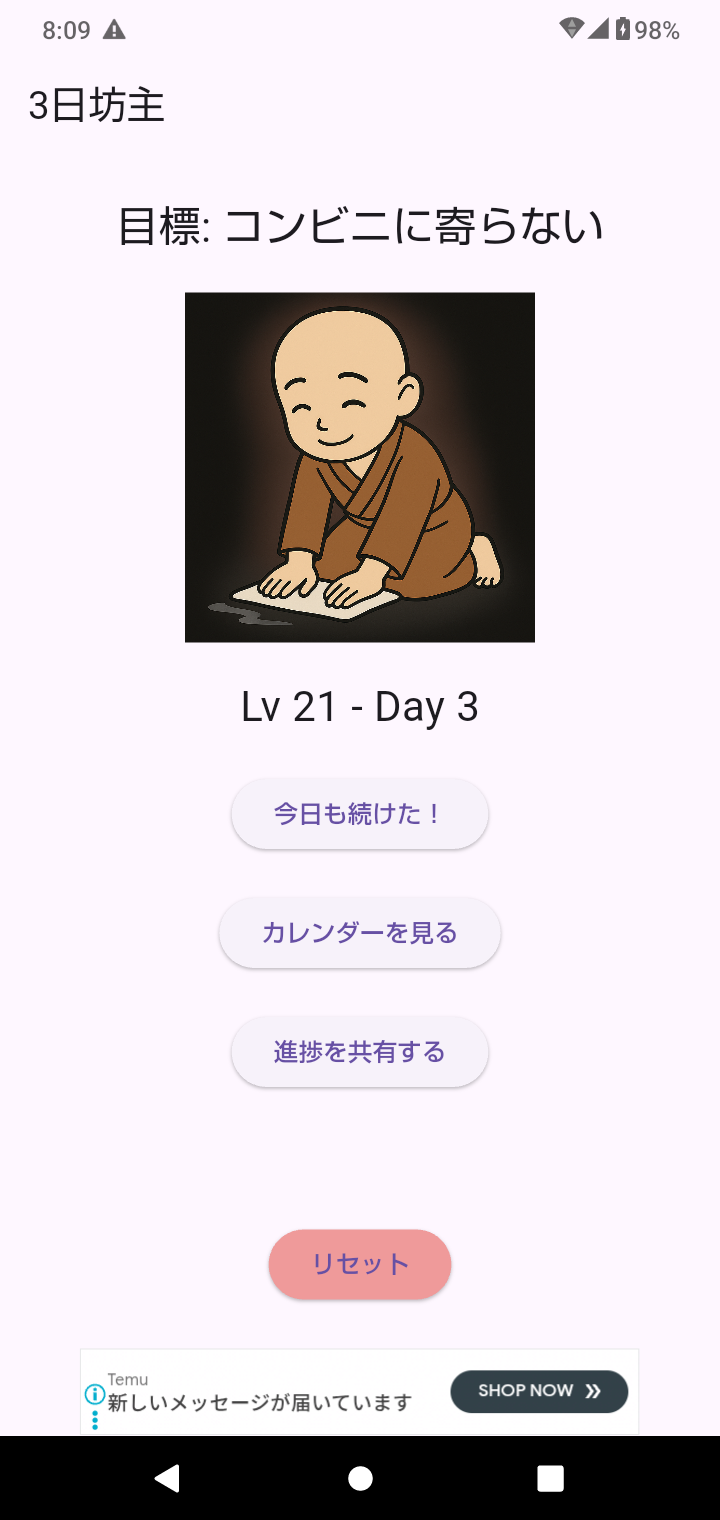 8:09
98%
3日坊主
目標: コンビニに寄らない
Lv 21 - Day 3
今日も続けた！
カレンダーを見る
進捗を共有する
リセット
Temu
新しいメッセージが届いています
SHOP NOW